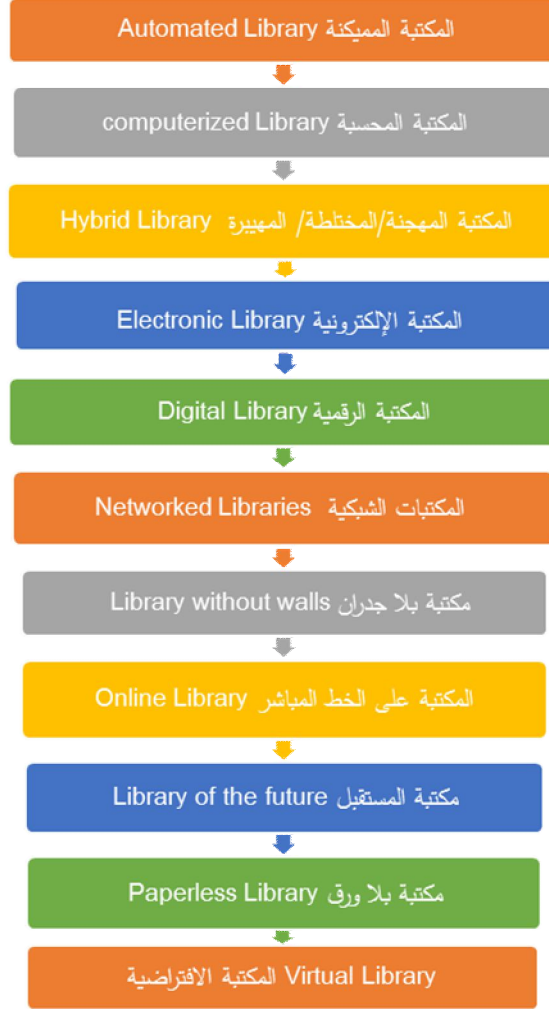 المكتبة المميكنة Automated Library
المكتبة المحسبة computerized Library
المكتبة المهجنة/المختلطة/ المهيبرة Hybrid Library
المكتبة الإلكترونية Electronic Library
المكتبة الرقمية Digital Library
المكتبات الشبكية Networked Libraries
مكتبة بلا جدران Library without walls
المكتبة على الخط المباشر Online Library
مكتبة المستقبل Library of the future
مكتبة بلا ورق Paperless Library
Virtual Library المكتبة الافتراضية